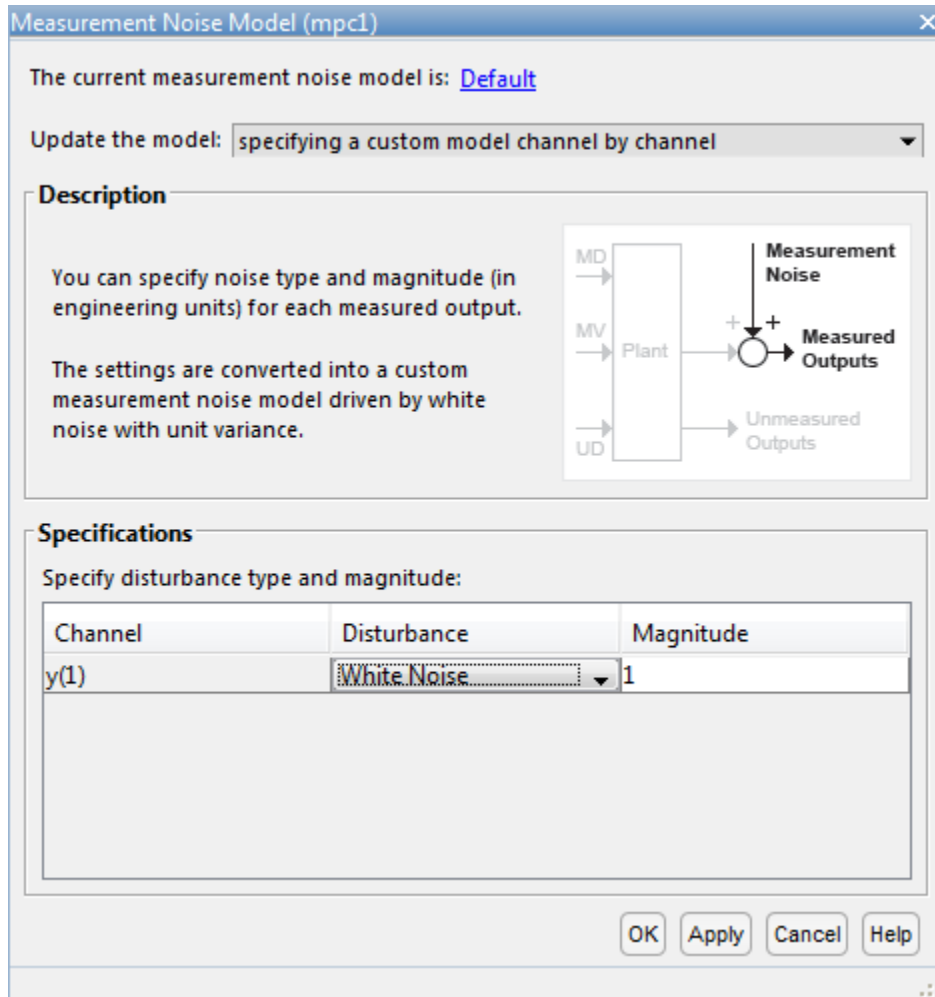 Measurement Noise Model (mpc1)
The current measurement noise model is: Default
Update the model: specifying a custom model channel by channel
Description
You can specify noise type and magnitude (in
engineering units) for each measured output.
The settings are converted into a custom
measurement noise model driven by white
noise with unit variance.
MD
MV
UD
Plant
Measurement
Noise
+ +
Measured
Outputs
Unmeasured
Outputs
Specifications
Specify disturbance type and magnitude:
Channel Disturbance Magnitude
y(1) White Noise 1
OK Apply Cancel Help